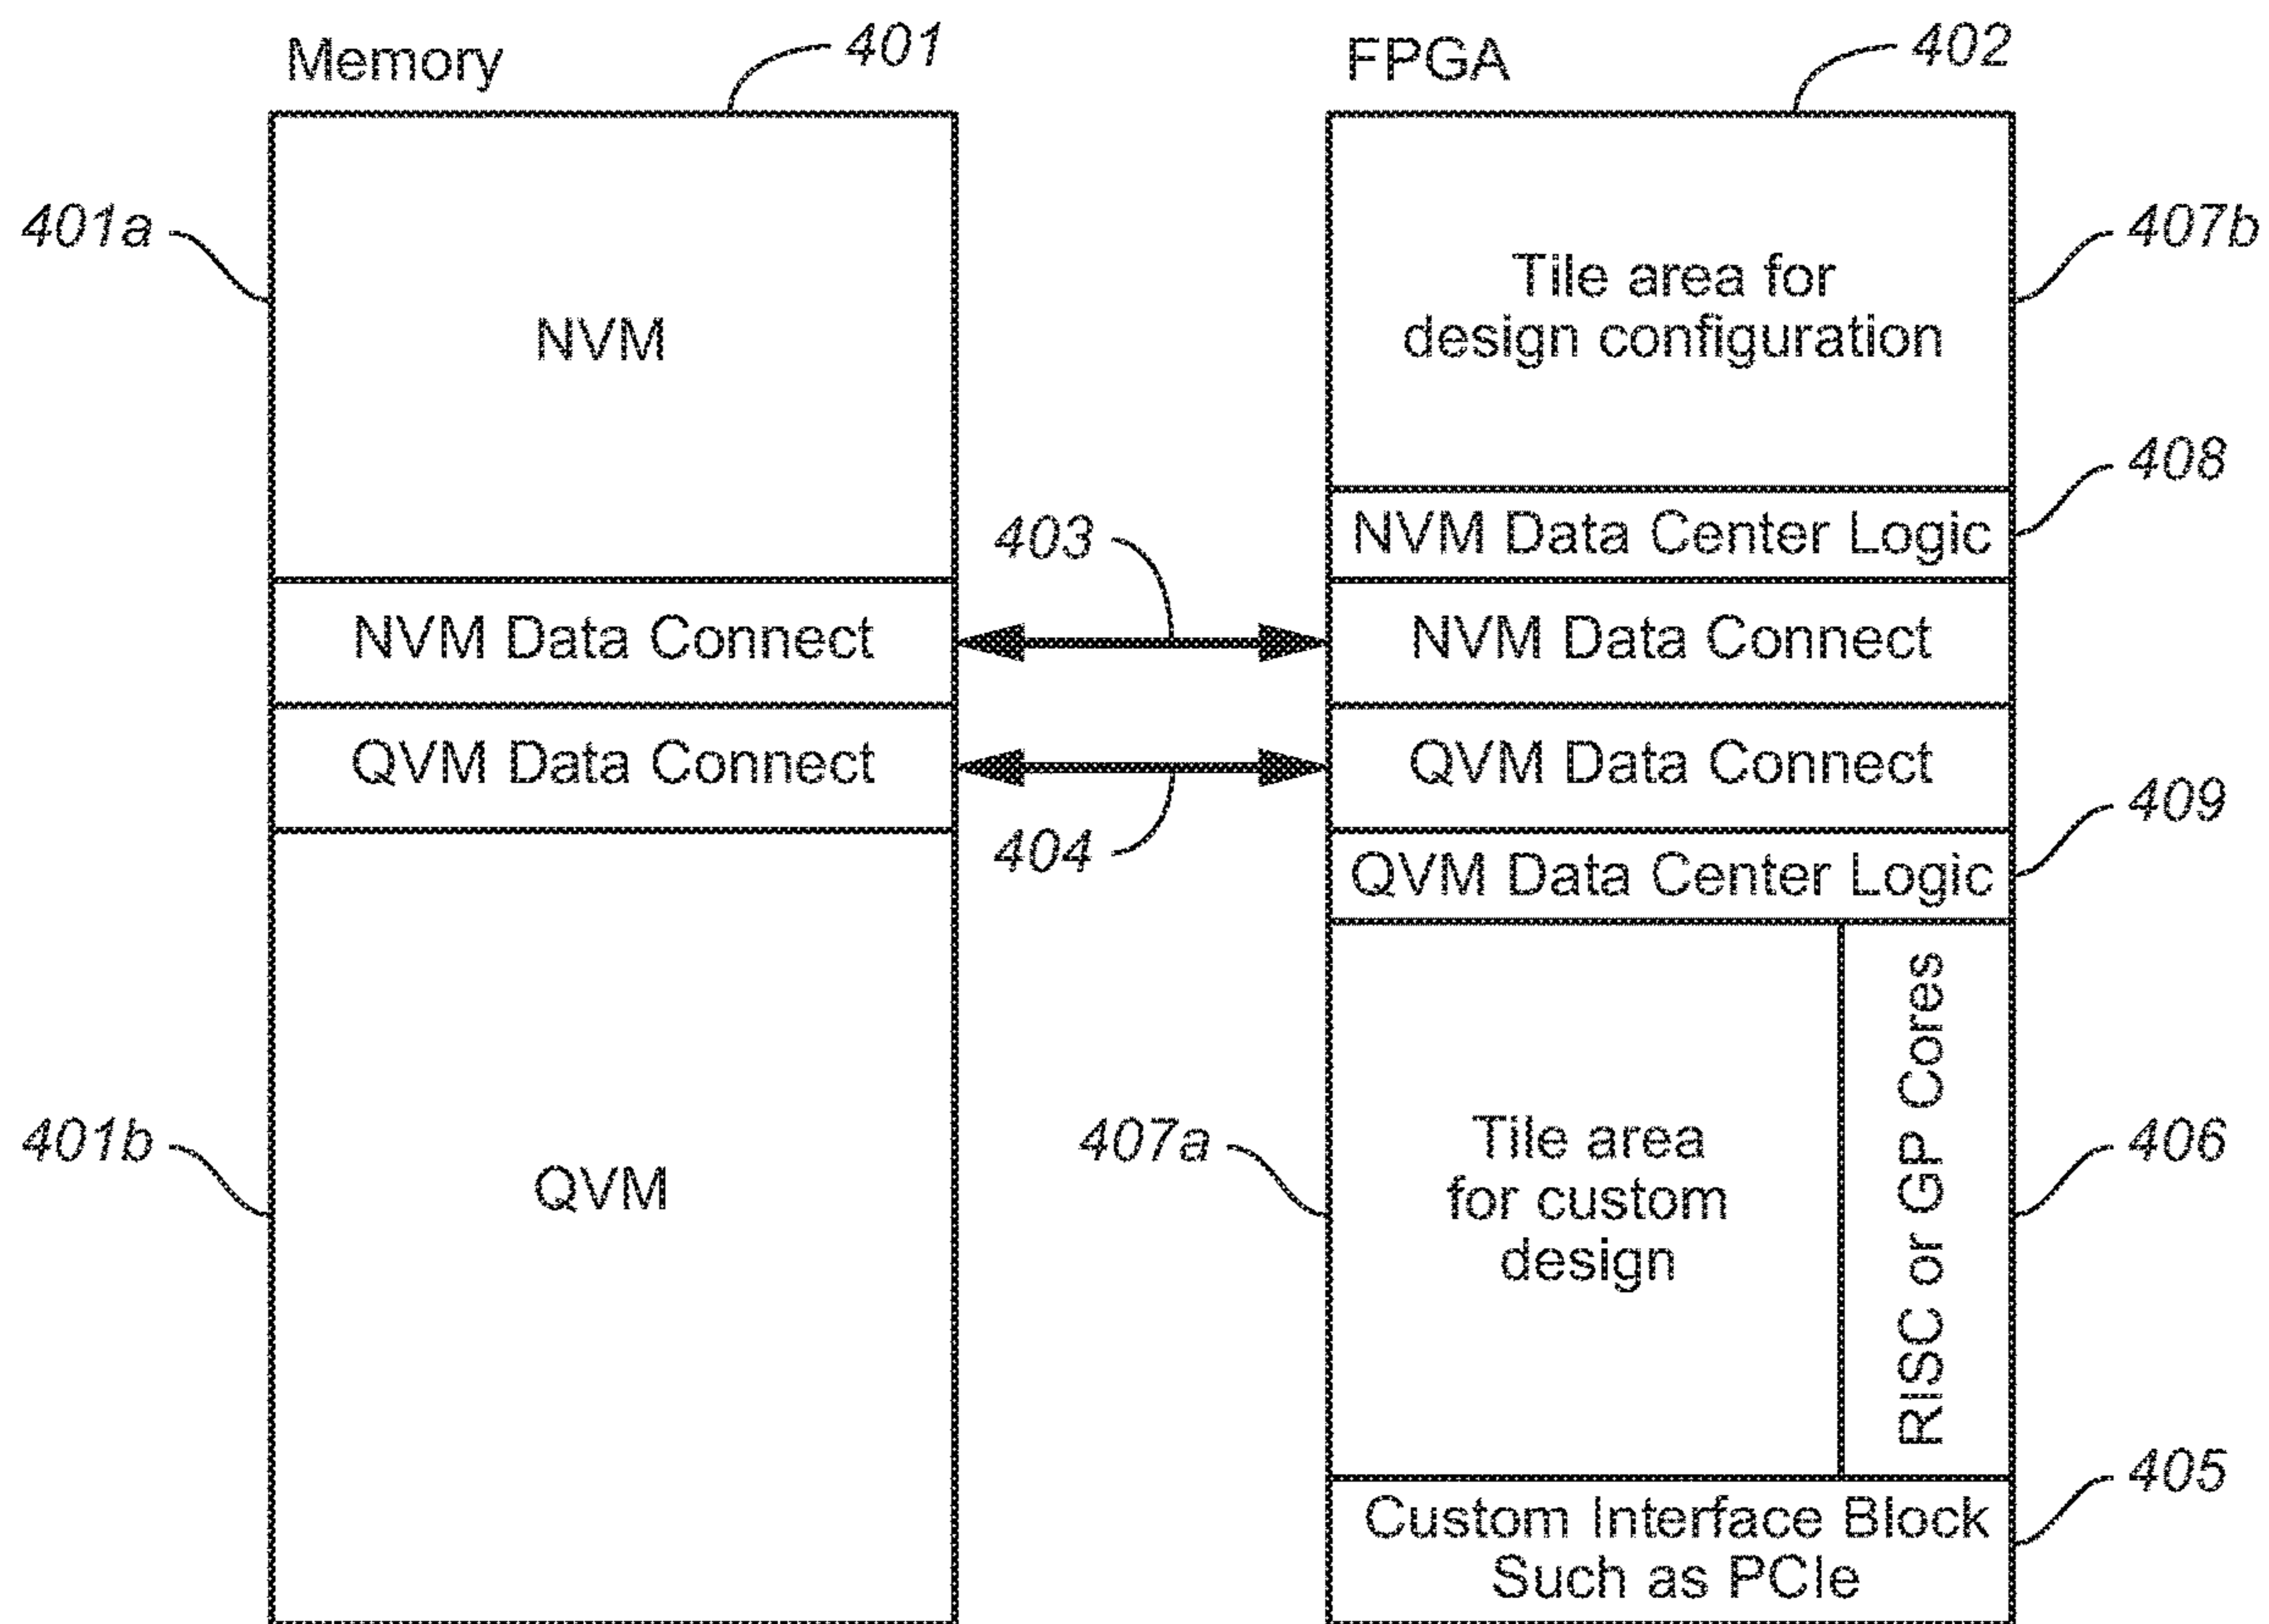 Memory
401
FPGA
402
401a
NVM
Tile area for
design configuration
407b
408
NVM Data Center Logic
403
NVM Data Connect
NVM Data Connect
QVM Data Connect
QVM Data Connect
404
409
QVM Data Center Logic
401b
QVM
407a
Tile area
for custom
design
RISC or GP Cores
406
405
Custom Interface Block
Such as PCIe